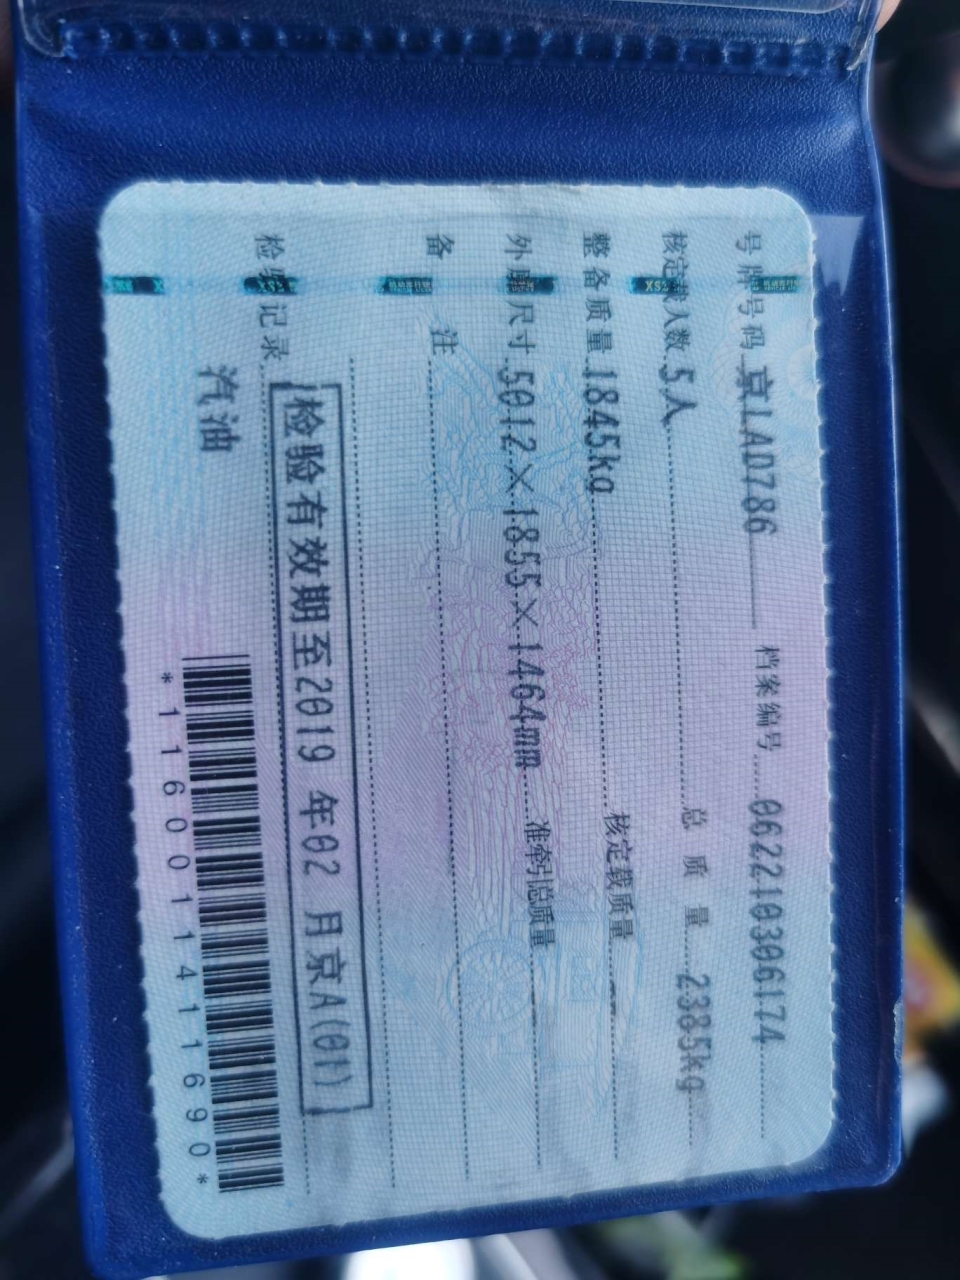 号牌号码 京LAD786 档案编号 062210306174
核定载人数 5人 总质量 2385kg
整备质量 1845kg 核定载质量
外廓尺寸 5012×1855×1464mm 准牵引总质量
备注
检验记录 检验有效期至2019年02月京A(01)
汽油
*1160011411690*